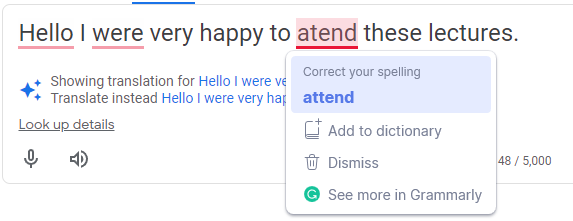 Hello I were very happy to atend these lectures.
Showing translation for Hello I were ve
Translate instead Hello I were very hap
Look up details
48 / 5,000
Correct your spelling
attend
Add to dictionary
Dismiss
See more in Grammarly